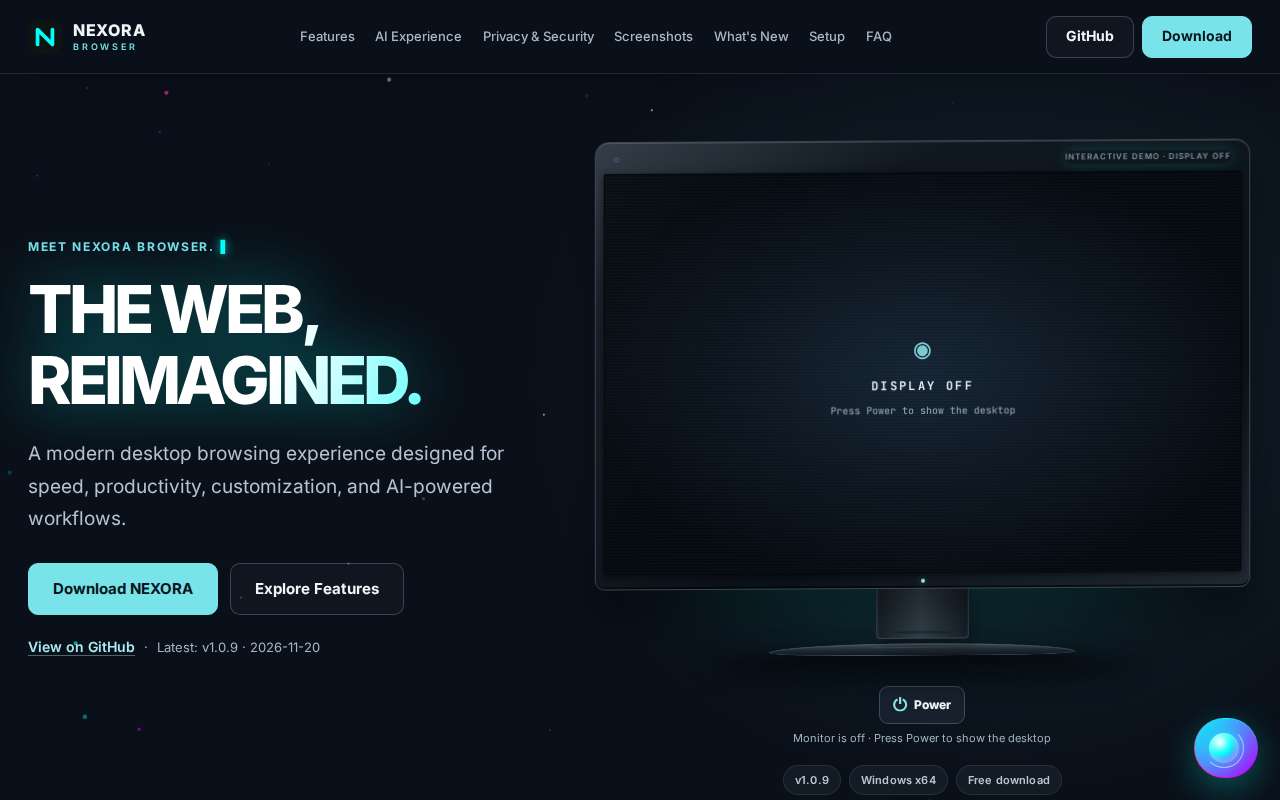 NEXORA
BROWSER
Features
AI Experience
Privacy & Security
Screenshots
What's New
Setup
FAQ
GitHub
Download
INTERACTIVE DEMO · DISPLAY OFF
MEET NEXORA BROWSER.
THE WEB,
REIMAGINED.
A modern desktop browsing experience designed for
speed, productivity, customization, and AI-powered
workflows.
Download NEXORA
Explore Features
View on GitHub · Latest: v1.0.9 · 2026-11-20
DISPLAY OFF
Press Power to show the desktop
Power
Monitor is off · Press Power to show the desktop
v1.0.9
Windows x64
Free download